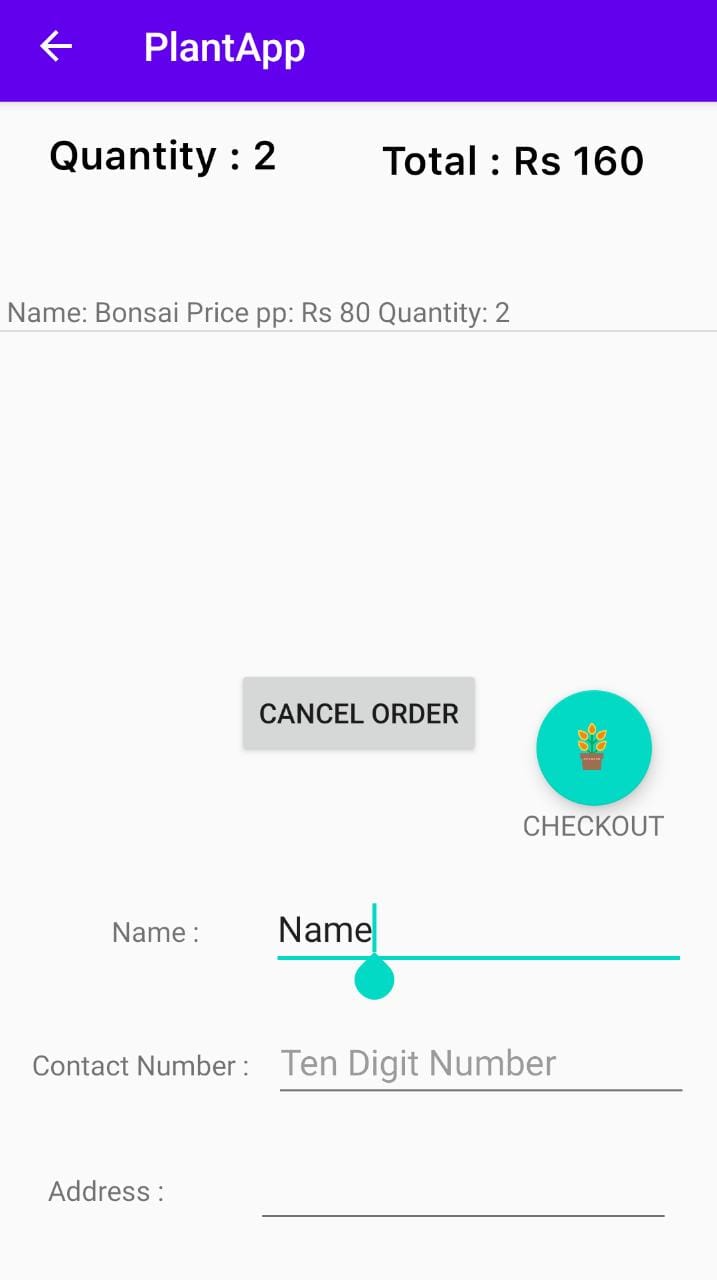 PlantApp
Quantity : 2
Total : Rs 160
Name: Bonsai Price pp: Rs 80 Quantity: 2
CANCEL ORDER
CHECKOUT
Name : Name
Contact Number : Ten Digit Number
Address :